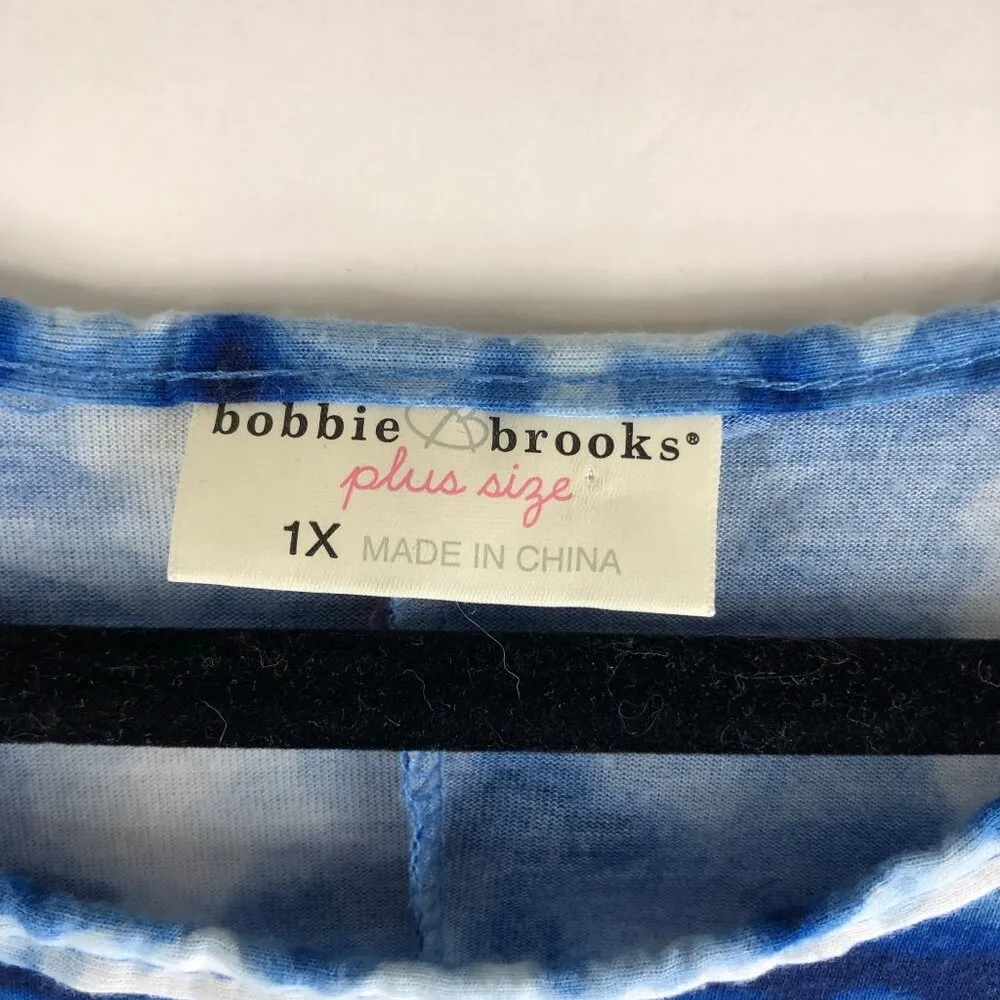 bobbie brooks®
plus size
1X MADE IN CHINA